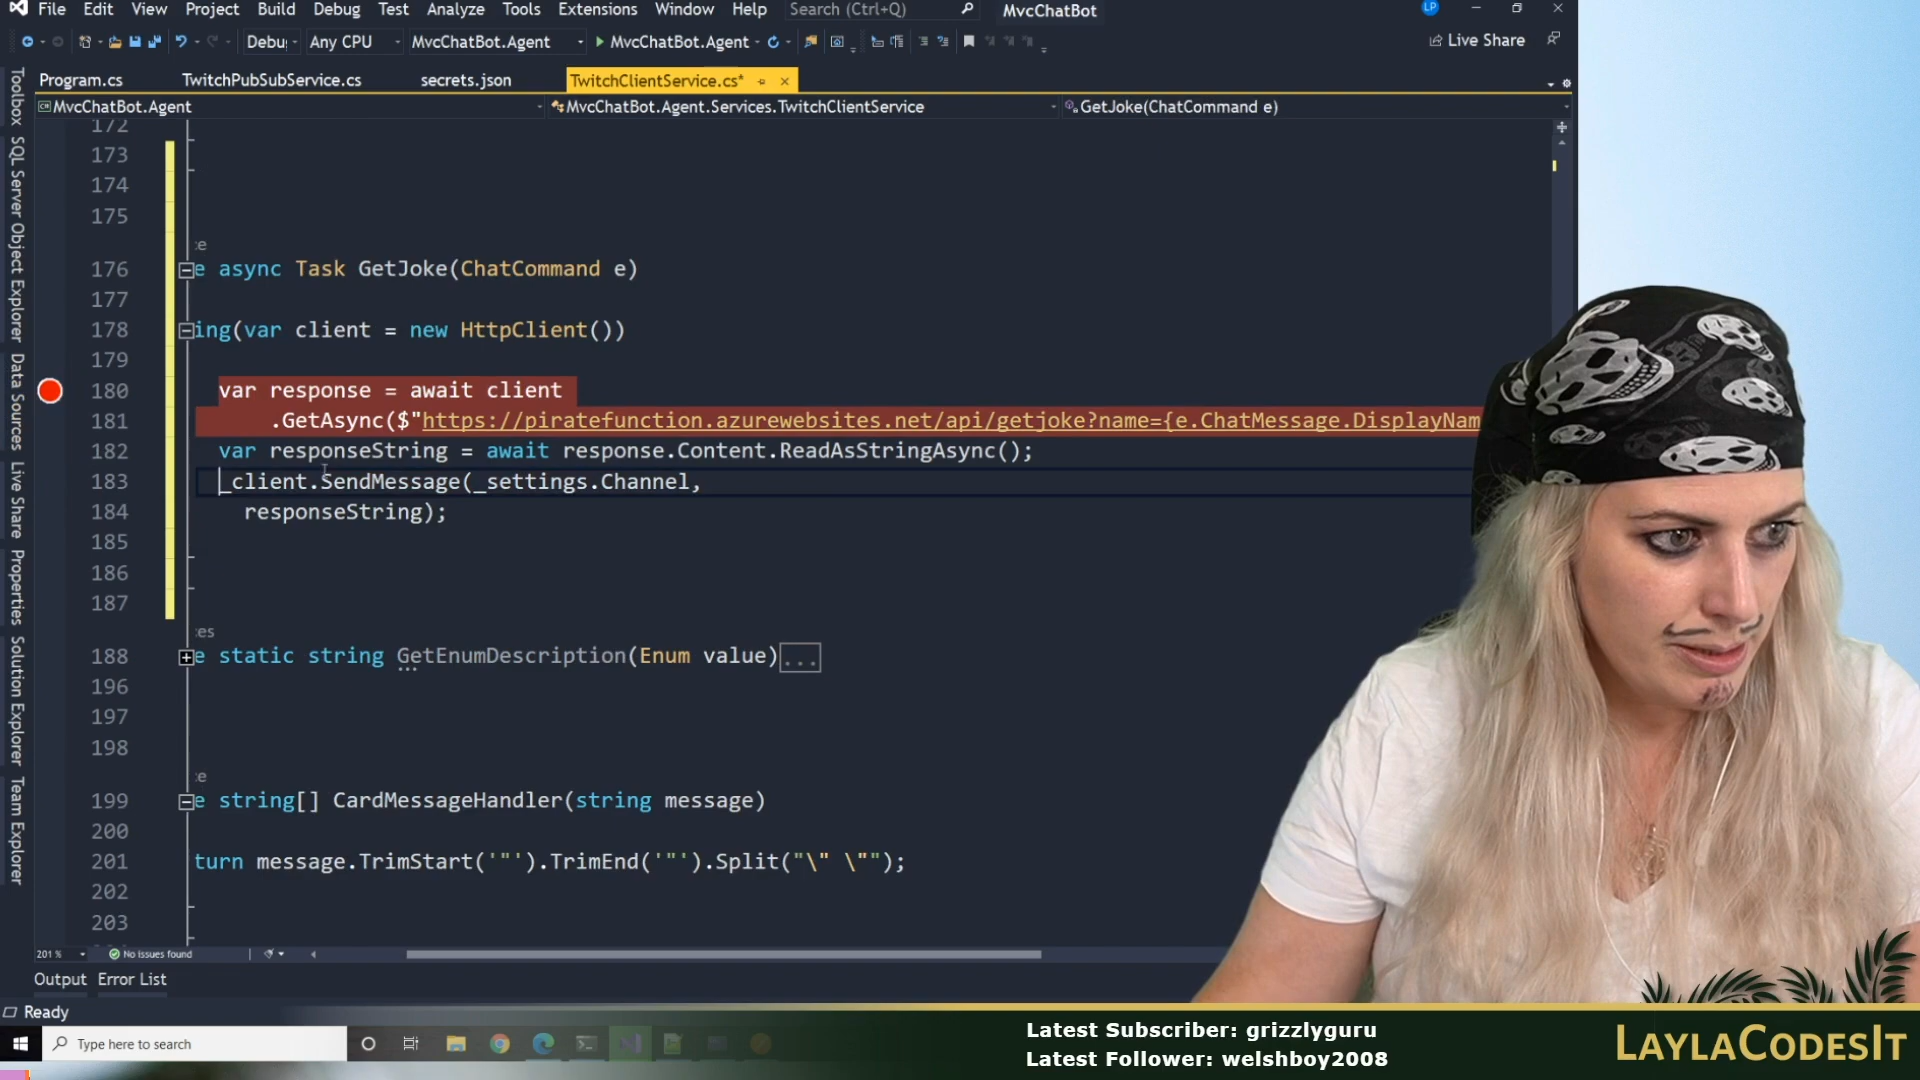 File Edit View Project Build Debug Test Analyze Tools Extensions Window Help Search (Ctrl+Q) MvcChatBot LP
Debu Any CPU MvcChatBot.Agent MvcChatBot.Agent Live Share
Program.cs TwitchPubSubService.cs secrets.json TwitchClientService.cs*
MvcChatBot.Agent MvcChatBot.Agent.Services.TwitchClientService GetJoke(ChatCommand e)
Toolbox
SQL Server Object Explorer
Data Sources
Live Share
Properties
Solution Explorer
Team Explorer
172
173
174
175
ce
176 e async Task GetJoke(ChatCommand e)
177
178 ing(var client = new HttpClient())
179
180 var response = await client
181 .GetAsync($"https://piratefunction.azurewebsites.net/api/getjoke?name={e.ChatMessage.DisplayNam
182 var responseString = await response.Content.ReadAsStringAsync();
183 _client.SendMessage(_settings.Channel,
184 responseString);
185
186
187
ces
188 e static string GetEnumDescription(Enum value)...
196
197
198
ce
199 e string[] CardMessageHandler(string message)
200
201 turn message.TrimStart('"').TrimEnd('"').Split("\" \"");
202
203
201 % No issues found
Output Error List
Ready
Type here to search
Latest Subscriber: grizzlyguru
Latest Follower: welshboy2008
LAYLACODESIT